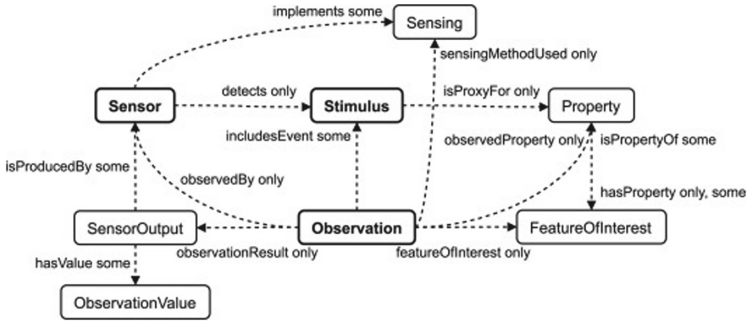 implements some
Sensing
sensingMethodUsed only
detects only
isProxyFor only
Sensor
Stimulus
Property
includesEvent some
observedProperty only
isPropertyOf some
isProducedBy some
observedBy only
hasProperty only, some
SensorOutput
Observation
FeatureOfInterest
observationResult only
featureOfInterest only
hasValue some
ObservationValue